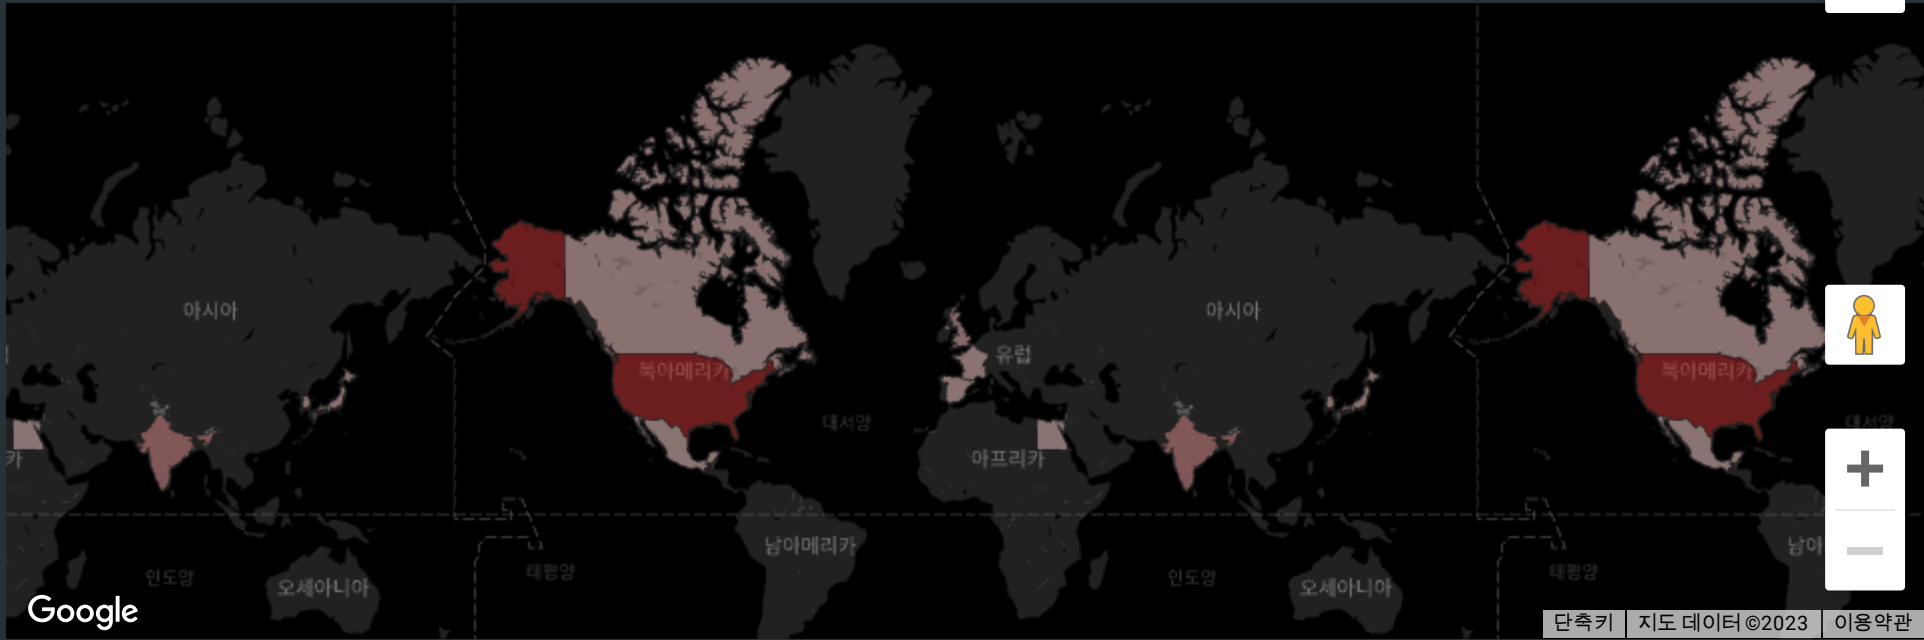 아시아
북아메리카
유럽
아시아
북아메리카
대서양
대서양
카
아프리카
남아메리카
남아
인도양
태평양
인도양
태평양
오세아니아
오세아니아
Google
단축키
지도 데이터 ©2023
이용약관